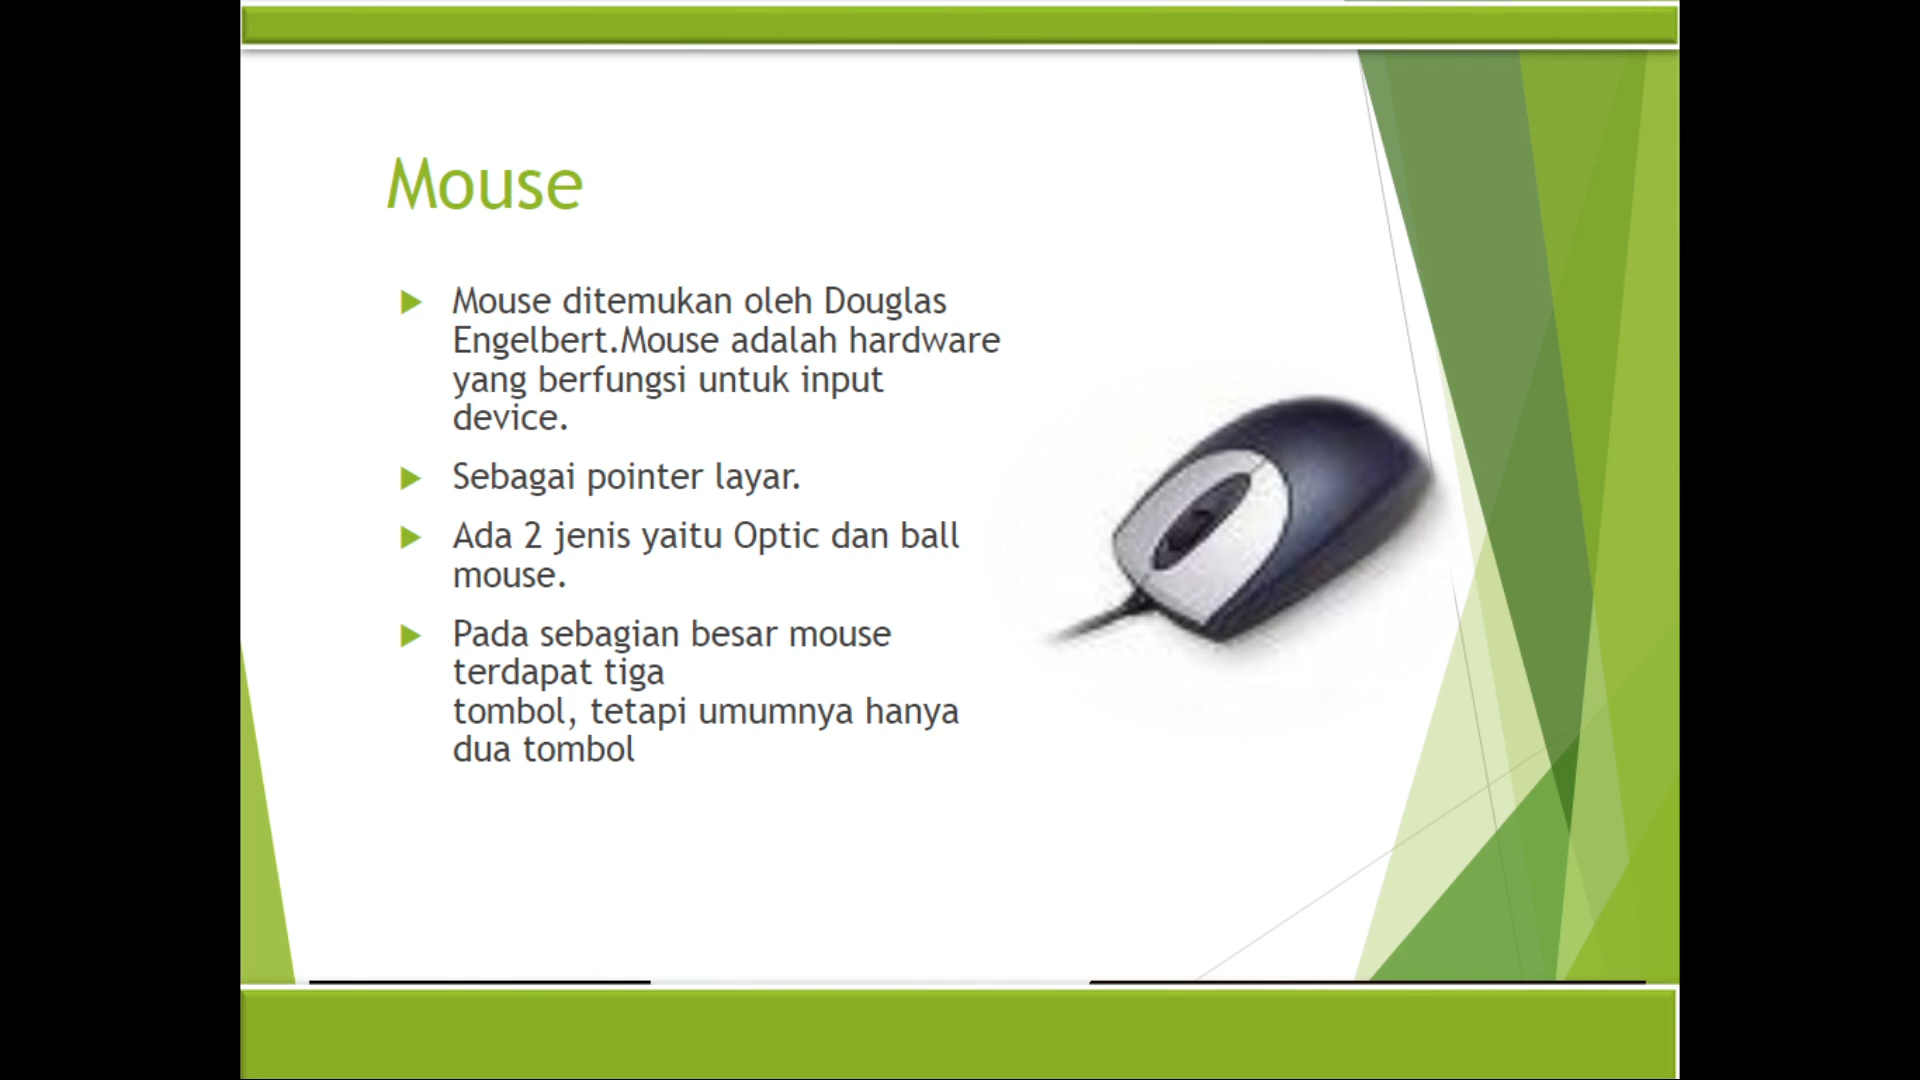 Mouse
Mouse ditemukan oleh Douglas
Engelbert.Mouse adalah hardware
yang berfungsi untuk input
device.
Sebagai pointer layar.
Ada 2 jenis yaitu Optic dan ball
mouse.
Pada sebagian besar mouse
terdapat tiga
tombol, tetapi umumnya hanya
dua tombol